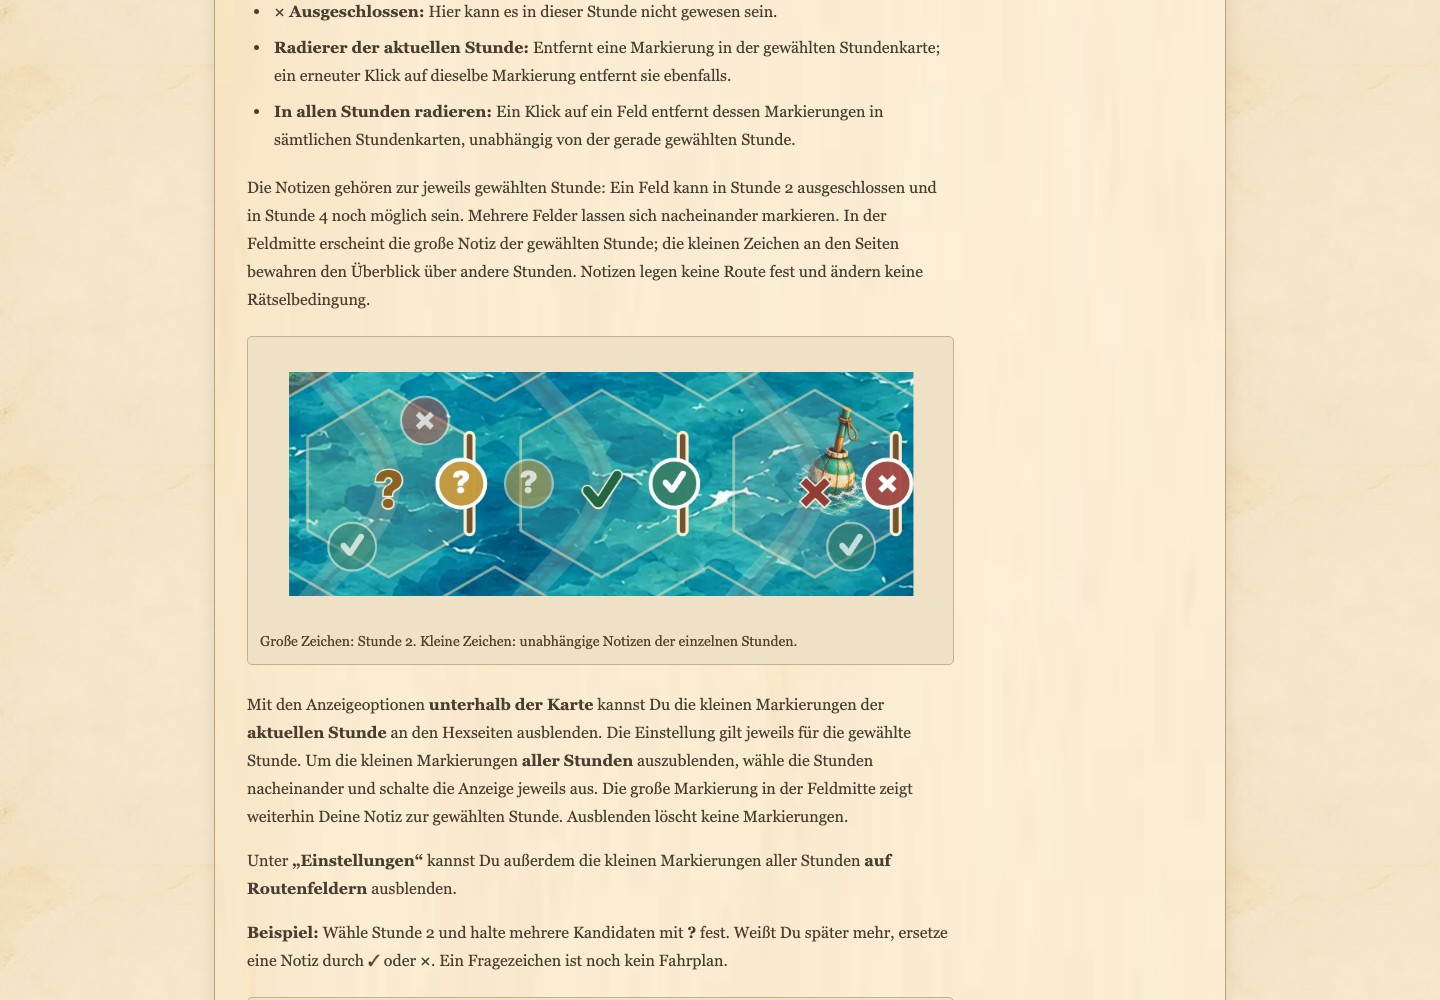 • × Ausgeschlossen: Hier kann es in dieser Stunde nicht gewesen sein.
• Radierer der aktuellen Stunde: Entfernt eine Markierung in der gewählten Stundenkarte;
ein erneuter Klick auf dieselbe Markierung entfernt sie ebenfalls.
• In allen Stunden radieren: Ein Klick auf ein Feld entfernt dessen Markierungen in
sämtlichen Stundenkarten, unabhängig von der gerade gewählten Stunde.
Die Notizen gehören zur jeweils gewählten Stunde: Ein Feld kann in Stunde 2 ausgeschlossen und
in Stunde 4 noch möglich sein. Mehrere Felder lassen sich nacheinander markieren. In der
Feldmitte erscheint die große Notiz der gewählten Stunde; die kleinen Zeichen an den Seiten
bewahren den Überblick über andere Stunden. Notizen legen keine Route fest und ändern keine
Rätselbedingung.
? ? ?
Große Zeichen: Stunde 2. Kleine Zeichen: unabhängige Notizen der einzelnen Stunden.
Mit den Anzeigeoptionen unterhalb der Karte kannst Du die kleinen Markierungen der
aktuellen Stunde an den Hexseiten ausblenden. Die Einstellung gilt jeweils für die gewählte
Stunde. Um die kleinen Markierungen aller Stunden auszublenden, wähle die Stunden
nacheinander und schalte die Anzeige jeweils aus. Die große Markierung in der Feldmitte zeigt
weiterhin Deine Notiz zur gewählten Stunde. Ausblenden löscht keine Markierungen.
Unter „Einstellungen“ kannst Du außerdem die kleinen Markierungen aller Stunden auf
Routenfeldern ausblenden.
Beispiel: Wähle Stunde 2 und halte mehrere Kandidaten mit ? fest. Weißt Du später mehr, ersetze
eine Notiz durch ✓ oder ×. Ein Fragezeichen ist noch kein Fahrplan.